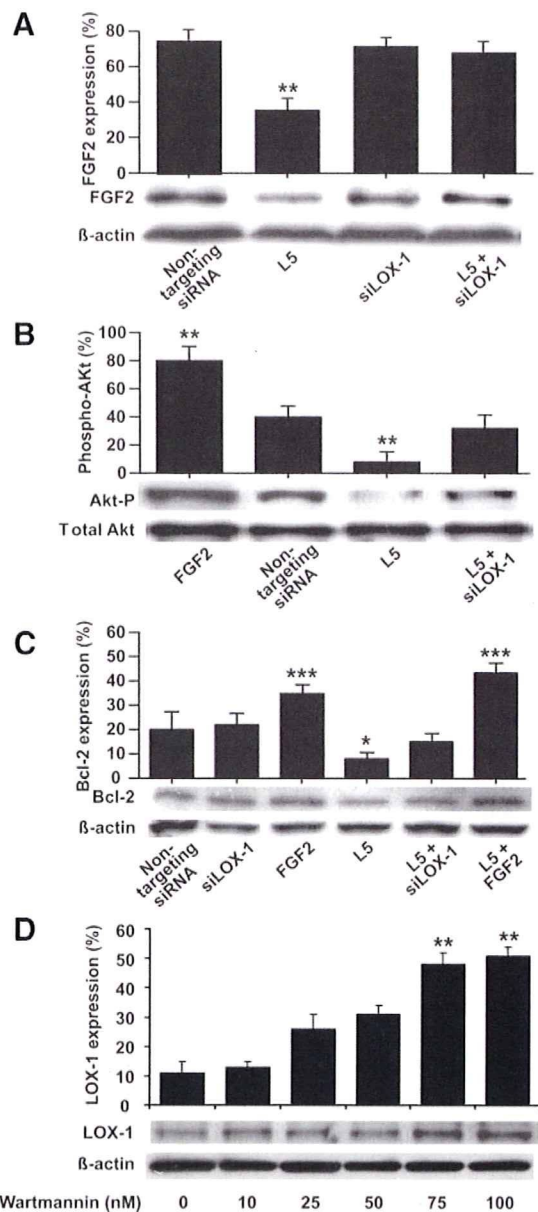 A
FGF2 expression (%)
80
60
40
20
0
**
FGF2
ß-actin
Non-
targeting
siRNA
L5
siLOX-1
L5 +
siLOX-1
B
Phospho-AKt (%)
100
80
60
40
20
0
**
**
Akt-P
Total Akt
FGF2
Non-
targeting
siRNA
L5
L5 +
siLOX-1
C
Bcl-2 expression (%)
60
50
40
30
20
10
0
***
*
***
Bcl-2
ß-actin
Non-
targeting
siRNA
siLOX-1
FGF2
L5
L5 +
siLOX-1
L5 +
FGF2
D
LOX-1 expression (%)
60
50
40
30
20
10
0
**
**
LOX-1
ß-actin
Wartmannin (nM) 0 10 25 50 75 100